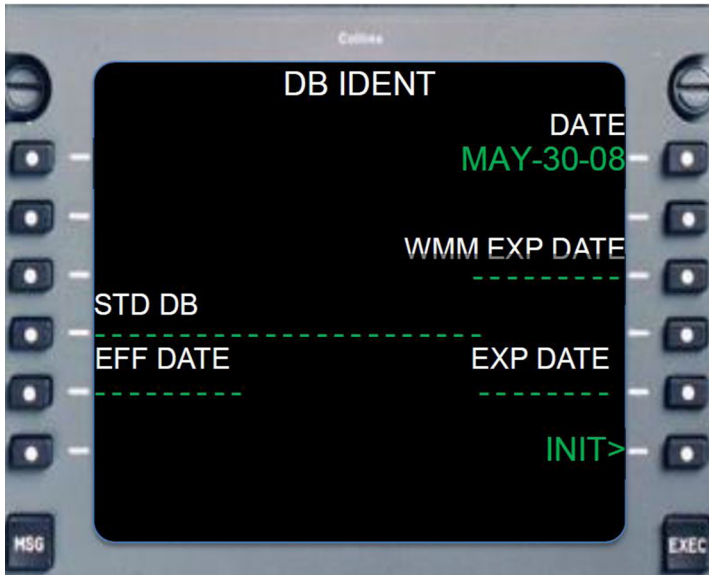 Collins
DB IDENT
DATE
MAY-30-08
WMM EXP DATE
---------
STD DB
------------------------
EFF DATE EXP DATE
--------- --------
INIT>
MSG EXEC